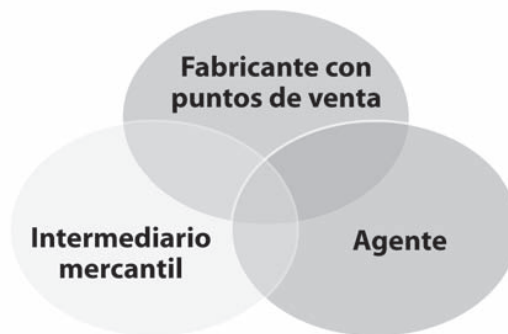 Fabricante con
puntos de venta
Intermediario
mercantil
Agente